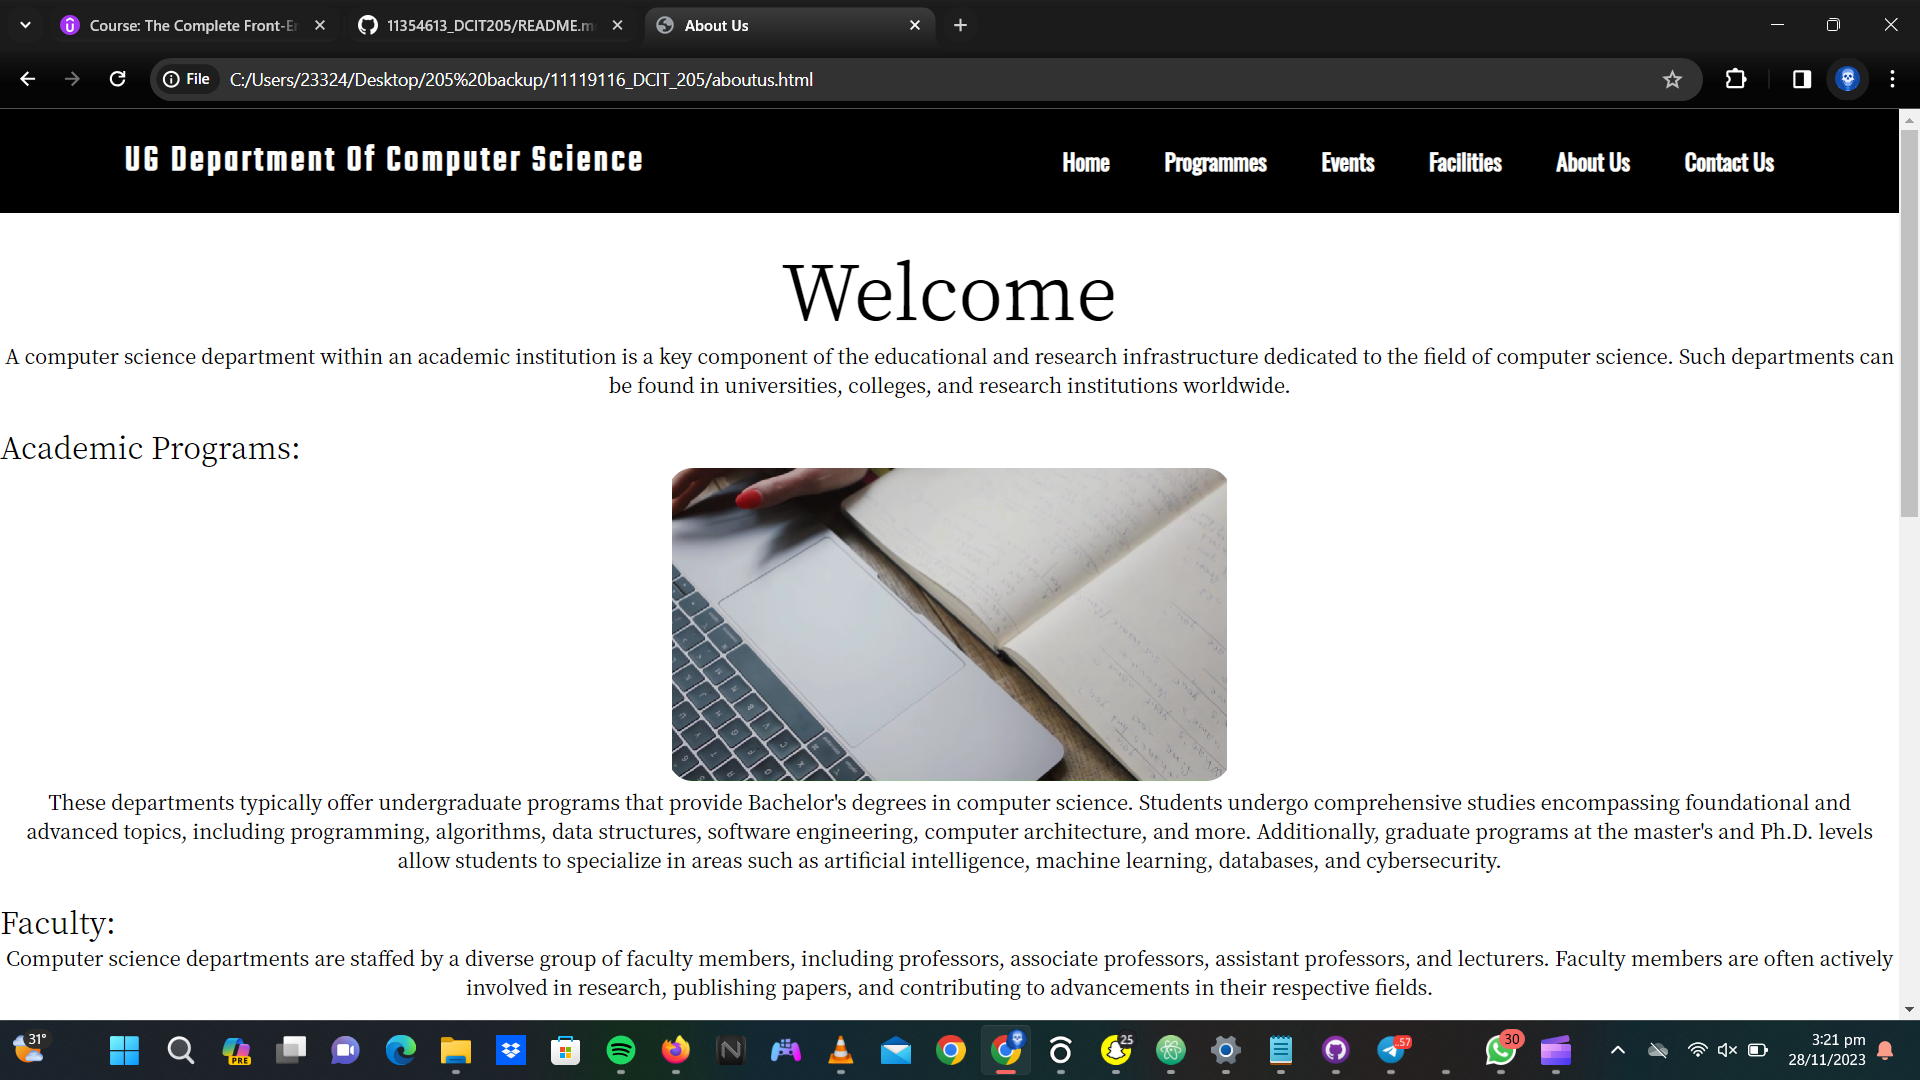 Course: The Complete Front-En
11354613_DCIT205/README.m
About Us
File
C:/Users/23324/Desktop/205%20backup/11119116_DCIT_205/aboutus.html
UG Department Of Computer Science
Home
Programmes
Events
Facilities
About Us
Contact Us
Welcome
A computer science department within an academic institution is a key component of the educational and research infrastructure dedicated to the field of computer science. Such departments can
be found in universities, colleges, and research institutions worldwide.
Academic Programs:
These departments typically offer undergraduate programs that provide Bachelor's degrees in computer science. Students undergo comprehensive studies encompassing foundational and
advanced topics, including programming, algorithms, data structures, software engineering, computer architecture, and more. Additionally, graduate programs at the master's and Ph.D. levels
allow students to specialize in areas such as artificial intelligence, machine learning, databases, and cybersecurity.
Faculty:
Computer science departments are staffed by a diverse group of faculty members, including professors, associate professors, assistant professors, and lecturers. Faculty members are often actively
involved in research, publishing papers, and contributing to advancements in their respective fields.
31°
PRE
25
.57
30
3:21 pm
28/11/2023